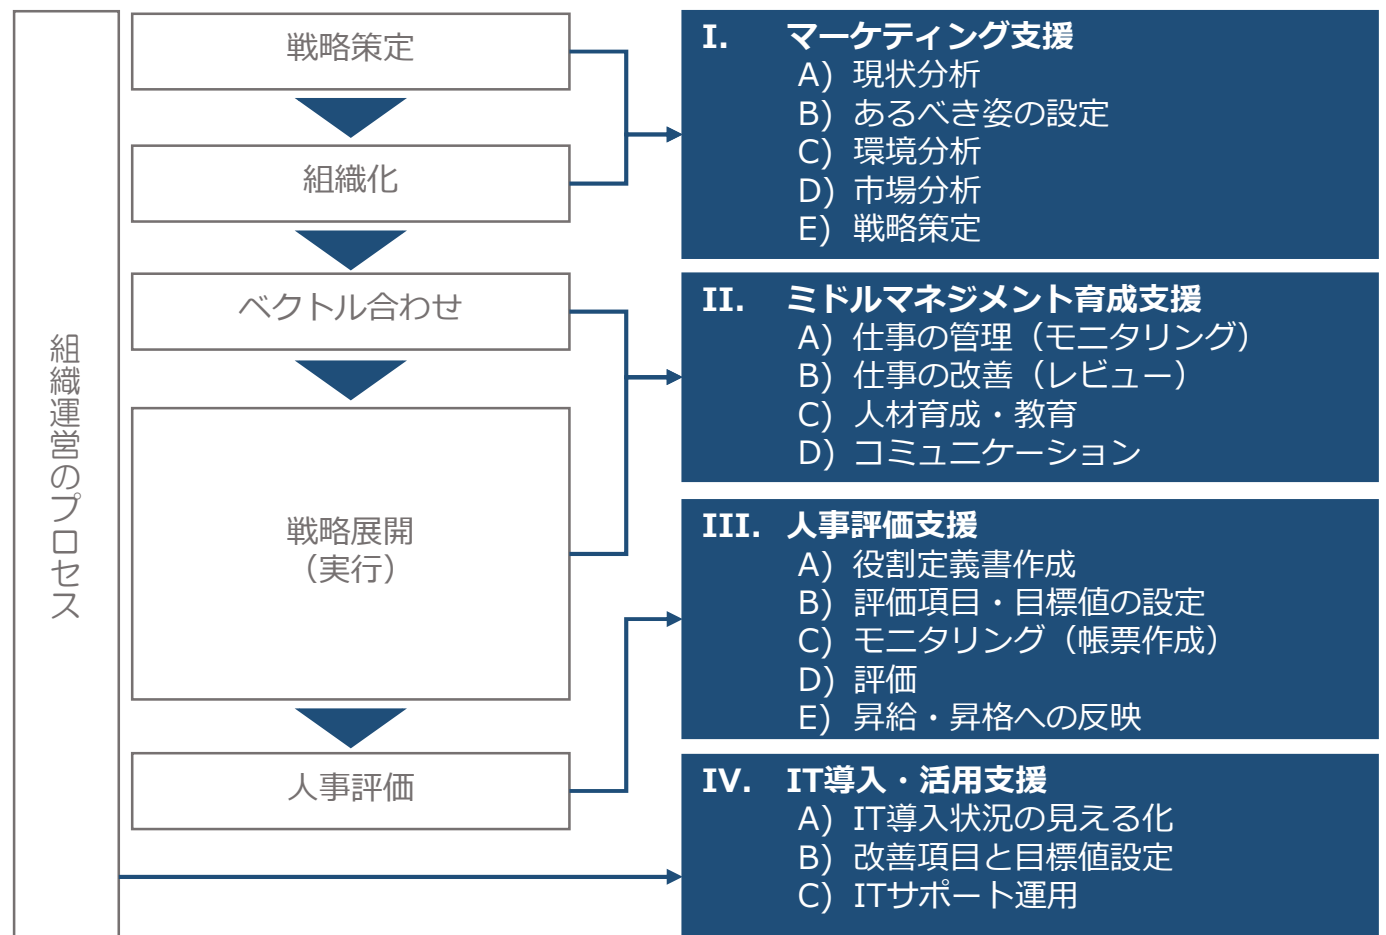 組織運営のプロセス
戦略策定
組織化
ベクトル合わせ
戦略展開
（実行）
人事評価
I. マーケティング支援
A) 現状分析
B) あるべき姿の設定
C) 環境分析
D) 市場分析
E) 戦略策定
II. ミドルマネジメント育成支援
A) 仕事の管理（モニタリング）
B) 仕事の改善（レビュー）
C) 人材育成・教育
D) コミュニケーション
III. 人事評価支援
A) 役割定義書作成
B) 評価項目・目標値の設定
C) モニタリング（帳票作成）
D) 評価
E) 昇給・昇格への反映
IV. IT導入・活用支援
A) IT導入状況の見える化
B) 改善項目と目標値設定
C) ITサポート運用